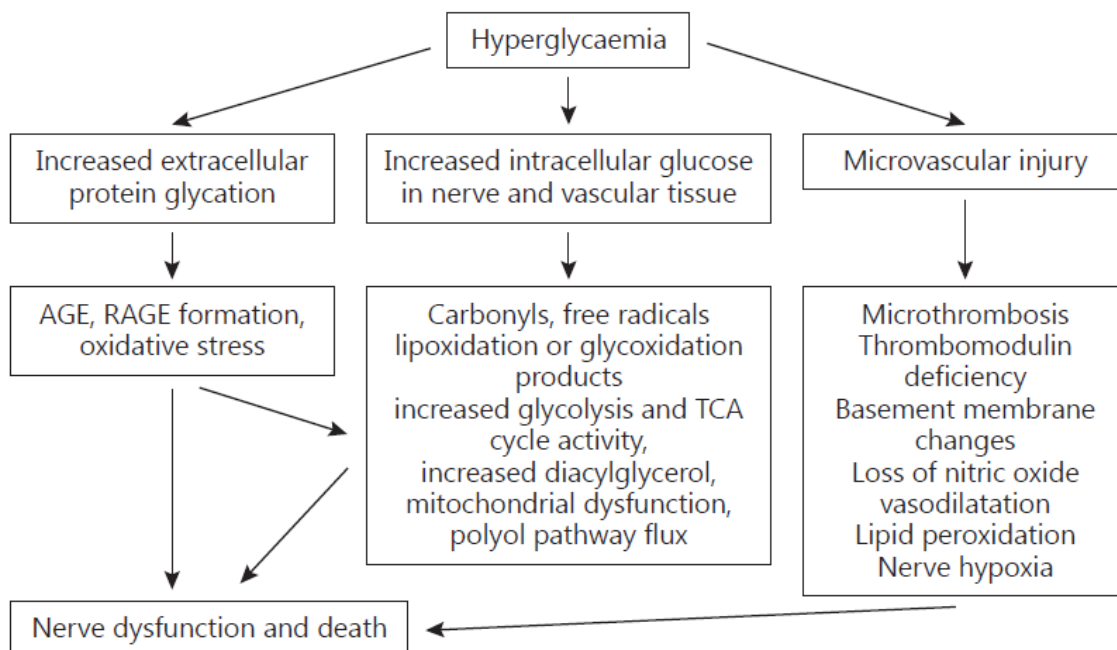 Hyperglycaemia
Increased extracellular
protein glycation
Increased intracellular glucose
in nerve and vascular tissue
Microvascular injury
AGE, RAGE formation,
oxidative stress
Carbonyls, free radicals
lipoxidation or glycoxidation
products
increased glycolysis and TCA
cycle activity,
increased diacylglycerol,
mitochondrial dysfunction,
polyol pathway flux
Microthrombosis
Thrombomodulin
deficiency
Basement membrane
changes
Loss of nitric oxide
vasodilatation
Lipid peroxidation
Nerve hypoxia
Nerve dysfunction and death